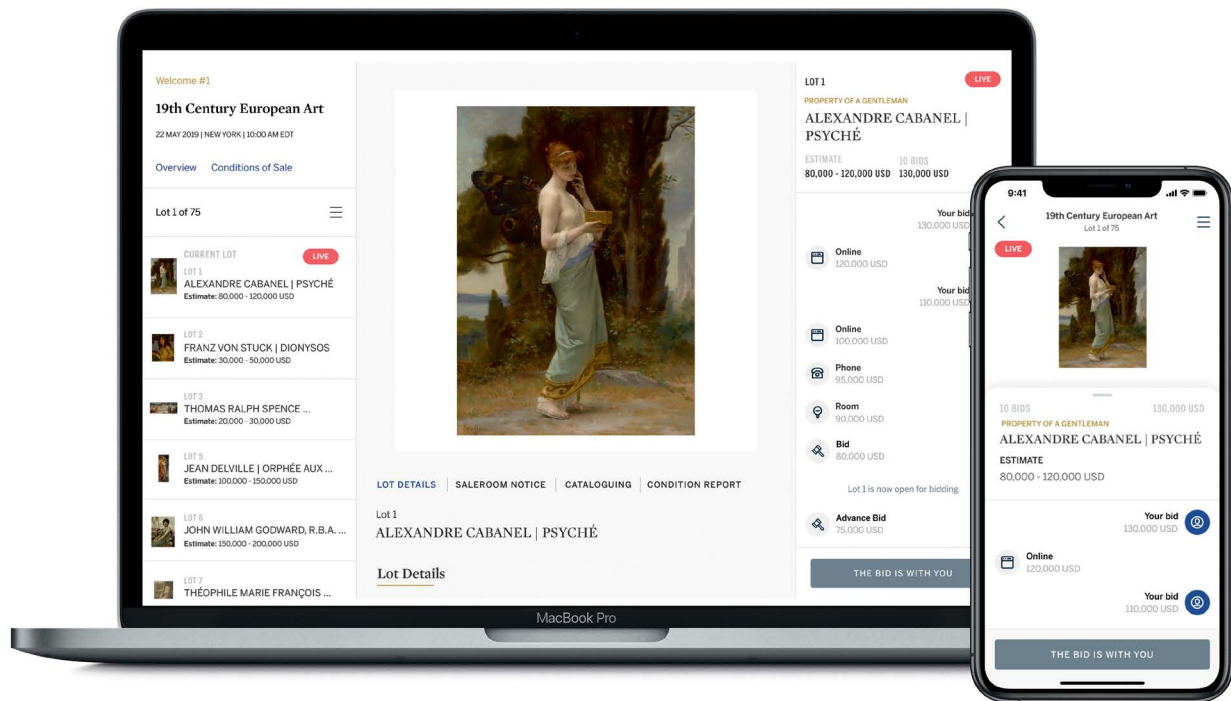 Welcome #1
19th Century European Art
22 MAY 2019 | NEW YORK | 10:00 AM EDT
Overview Conditions of Sale
Lot 1 of 75
CURRENT LOT
LIVE
LOT 1
ALEXANDRE CABANEL | PSYCHÉ
Estimate: 80,000 - 120,000 USD
LOT 2
FRANZ VON STUCK | DIONYSOS
Estimate: 30,000 - 50,000 USD
LOT 3
THOMAS RALPH SPENCE ...
Estimate: 20,000 - 30,000 USD
LOT 5
JEAN DELVILLE | ORPHÉE AUX ...
Estimate: 100,000 - 150,000 USD
LOT 6
JOHN WILLIAM GODWARD, R.B.A. ...
Estimate: 150,000 - 200,000 USD
LOT 7
THÉOPHILE MARIE FRANÇOIS ...
LOT DETAILS | SALEROOM NOTICE | CATALOGUING | CONDITION REPORT
Lot 1
ALEXANDRE CABANEL | PSYCHÉ
Lot Details
LOT 1
LIVE
PROPERTY OF A GENTLEMAN
ALEXANDRE CABANEL |
PSYCHÉ
ESTIMATE 10 BIDS
80,000 - 120,000 USD 130,000 USD
Your bid
130,000 USD
Online
120,000 USD
Your bid
110,000 USD
Online
100,000 USD
Phone
95,000 USD
Room
90,000 USD
Bid
80,000 USD
Lot 1 is now open for bidding
Advance Bid
75,000 USD
THE BID IS WITH YOU
MacBook Pro
9:41
19th Century European Art
Lot 1 of 75
LIVE
10 BIDS 130,000 USD
PROPERTY OF A GENTLEMAN
ALEXANDRE CABANEL | PSYCHÉ
ESTIMATE
80,000 - 120,000 USD
Your bid
130,000 USD
Online
120,000 USD
Your bid
110,000 USD
THE BID IS WITH YOU